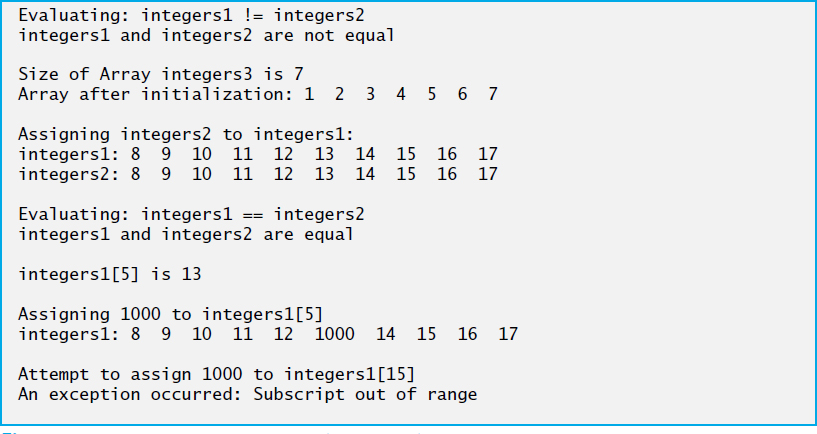 Evaluating: integers1 != integers2
integers1 and integers2 are not equal
Size of Array integers3 is 7
Array after initialization: 1 2 3 4 5 6 7
Assigning integers2 to integers1:
integers1: 8 9 10 11 12 13 14 15 16 17
integers2: 8 9 10 11 12 13 14 15 16 17
Evaluating: integers1 == integers2
integers1 and integers2 are equal
integers1[5] is 13
Assigning 1000 to integers1[5]
integers1: 8 9 10 11 12 1000 14 15 16 17
Attempt to assign 1000 to integers1[15]
An exception occurred: Subscript out of range